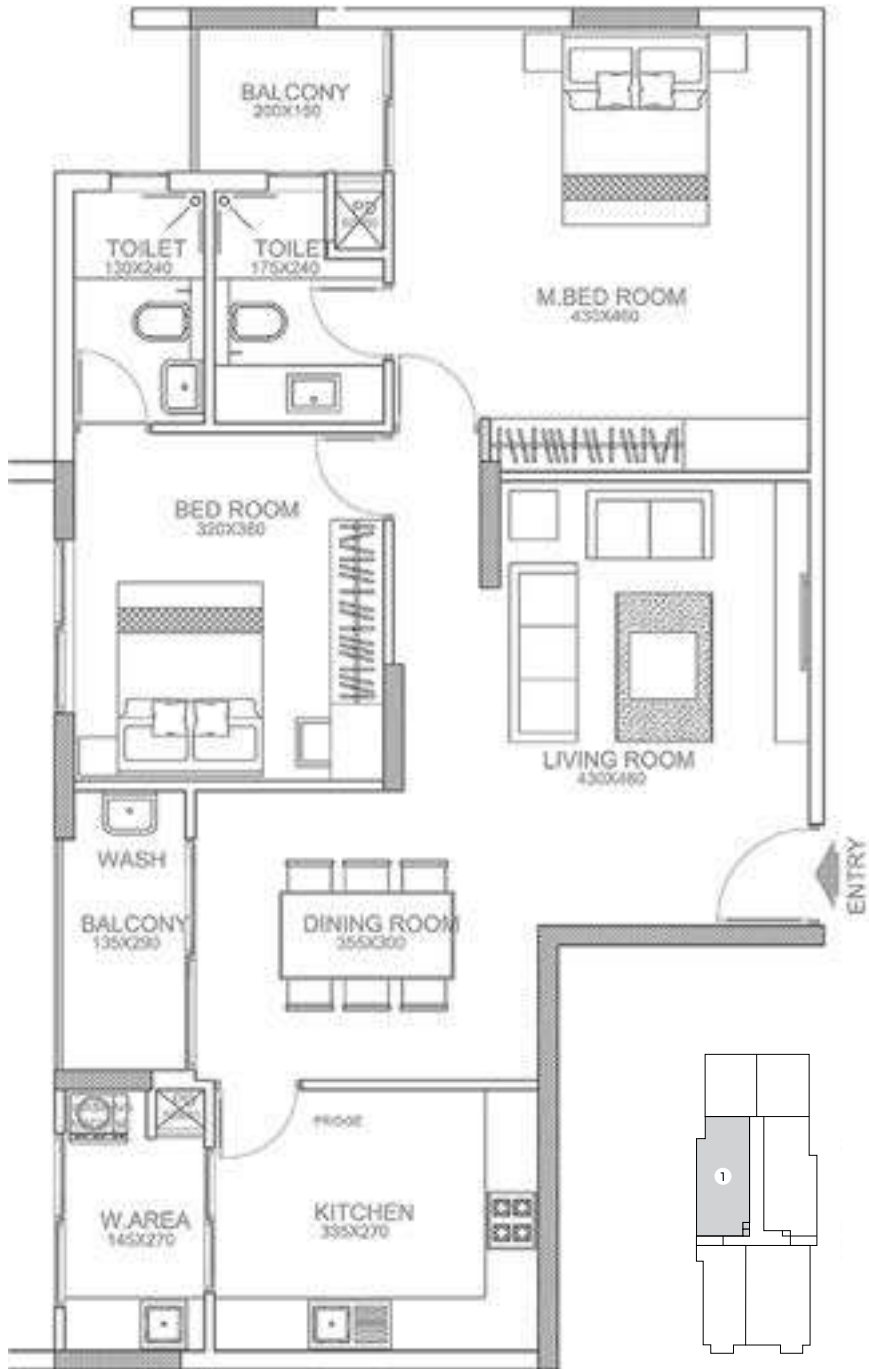 BALCONY
200X150
TOILET
130X240
TOILET
175X240
M.BED ROOM
430X460
BED ROOM
320X360
LIVING ROOM
430X460
ENTRY
WASH
BALCONY
135X290
DINING ROOM
355X300
FRIDGE
W.AREA
145X270
KITCHEN
335X270
1